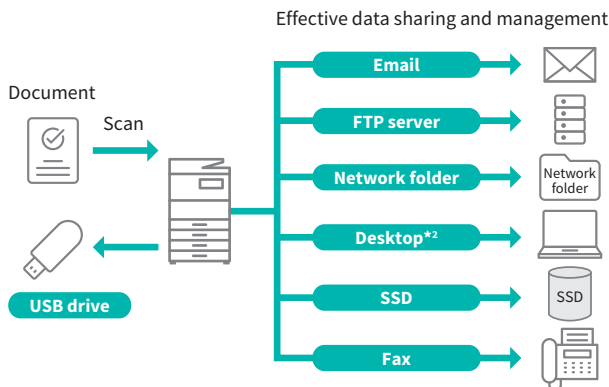 Effective data sharing and management
Document
Scan
USB drive
Email
FTP server
Network folder
Desktop*2
SSD
Fax
Network
folder
SSD